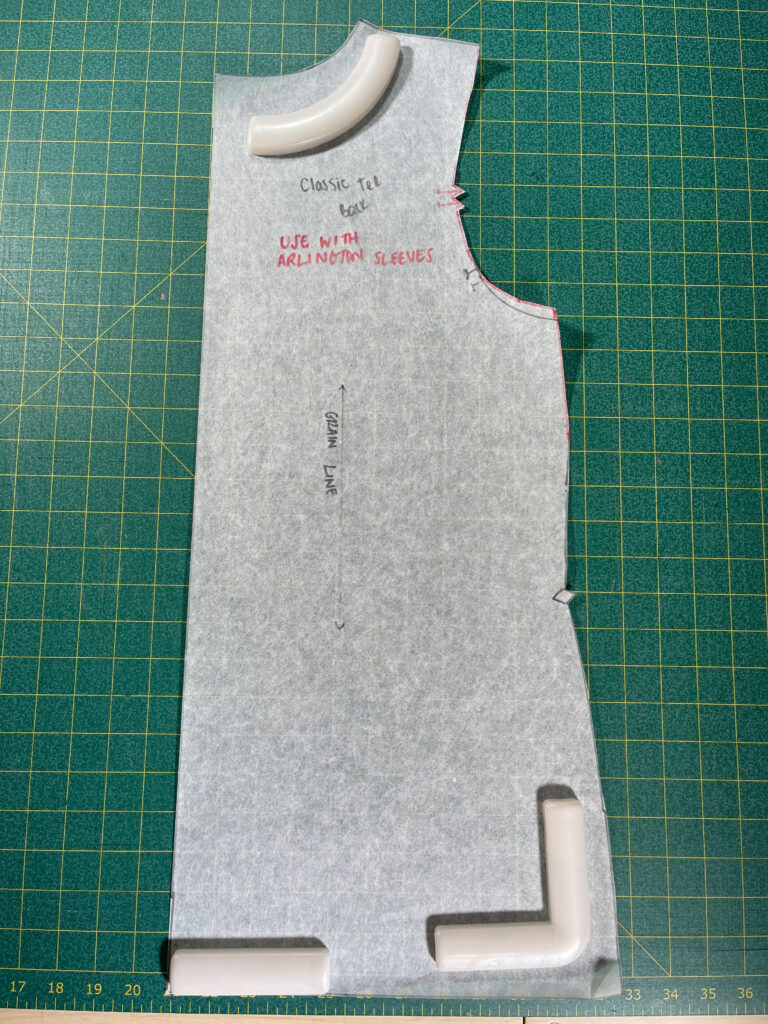 Classic Tee
Back
USE WITH
ARLINGTON SLEEVES
GRAIN LINE
17 18 19 20 33 34 35 36